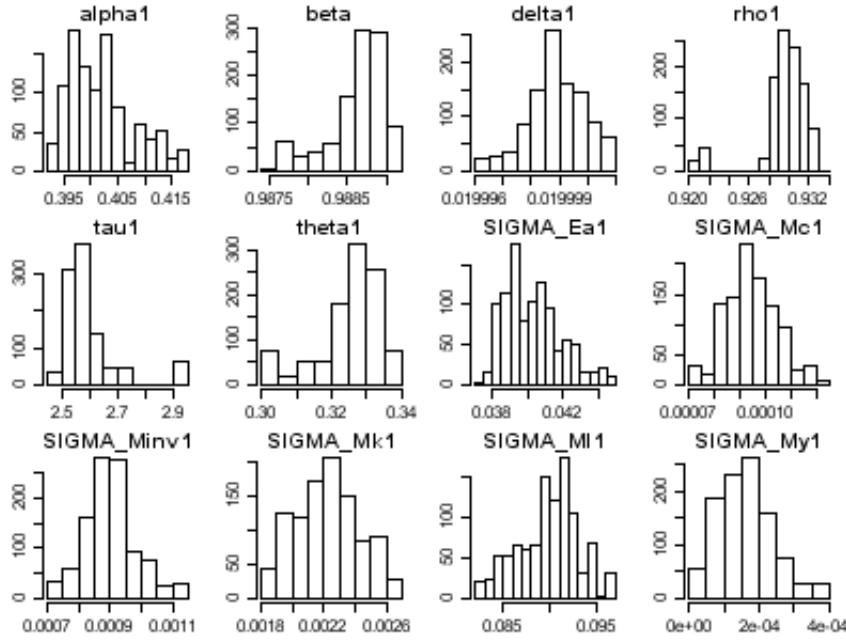 alpha1 beta delta1 rho1
0 50 100 0 100 200 300 0 100 200 0 50 150
0.395 0.405 0.415 0.9875 0.9885 0.019996 0.019999 0.920 0.926 0.932
tau1 theta1 SIGMA_Ea1 SIGMA_Mc1
0 100 300 0 100 200 300 0 50 100 0 50 150
2.5 2.7 2.9 0.30 0.32 0.34 0.038 0.042 0.00007 0.00010
SIGMA_Minv1 SIGMA_Mk1 SIGMA_Ml1 SIGMA_My1
0 100 200 0 50 150 0 50 100 0 100 200
0.0007 0.0009 0.0011 0.0018 0.0022 0.0026 0.085 0.095 0e+00 2e-04 4e-04